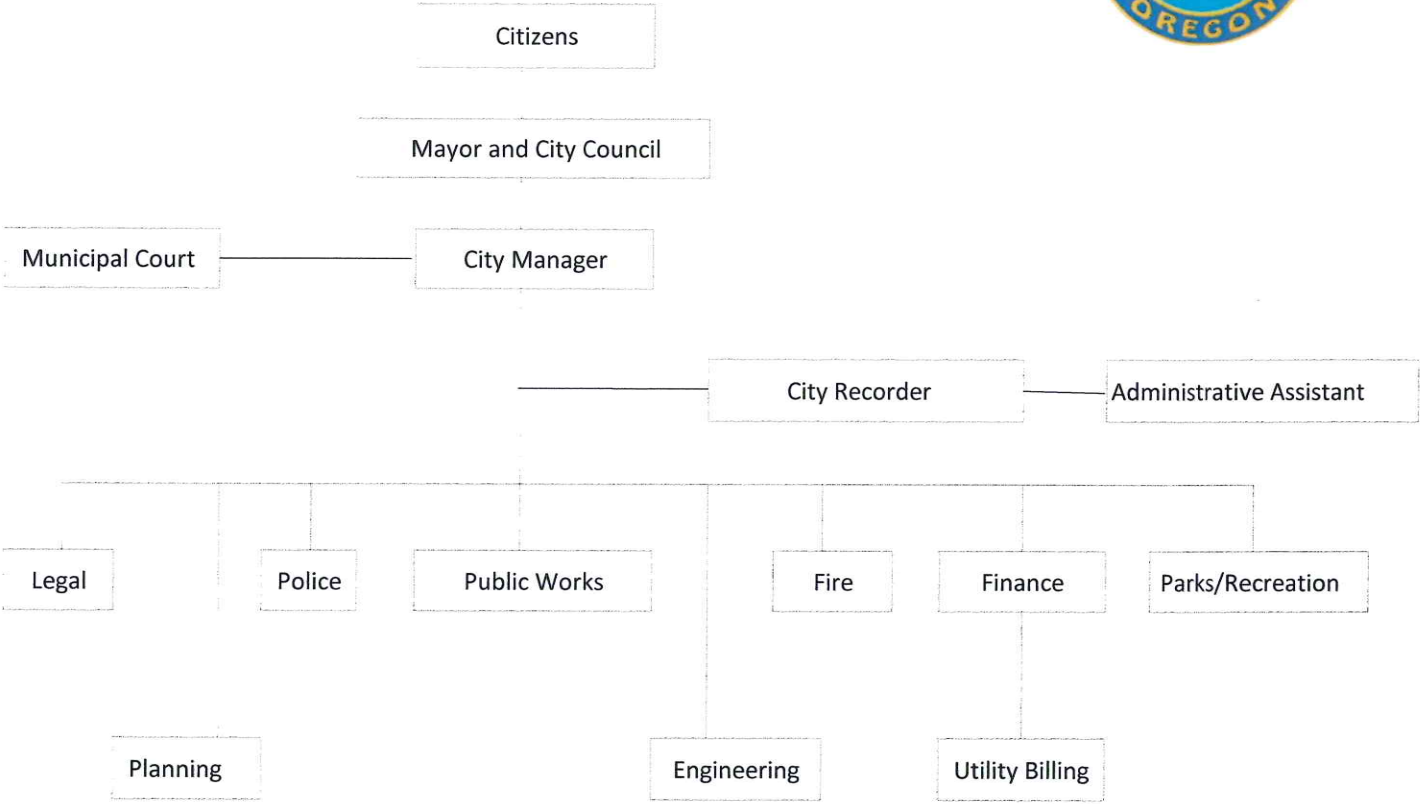 OREGON
Citizens
Mayor and City Council
Municipal Court
City Manager
City Recorder
Administrative Assistant
Legal
Police
Public Works
Fire
Finance
Parks/Recreation
Planning
Engineering
Utility Billing